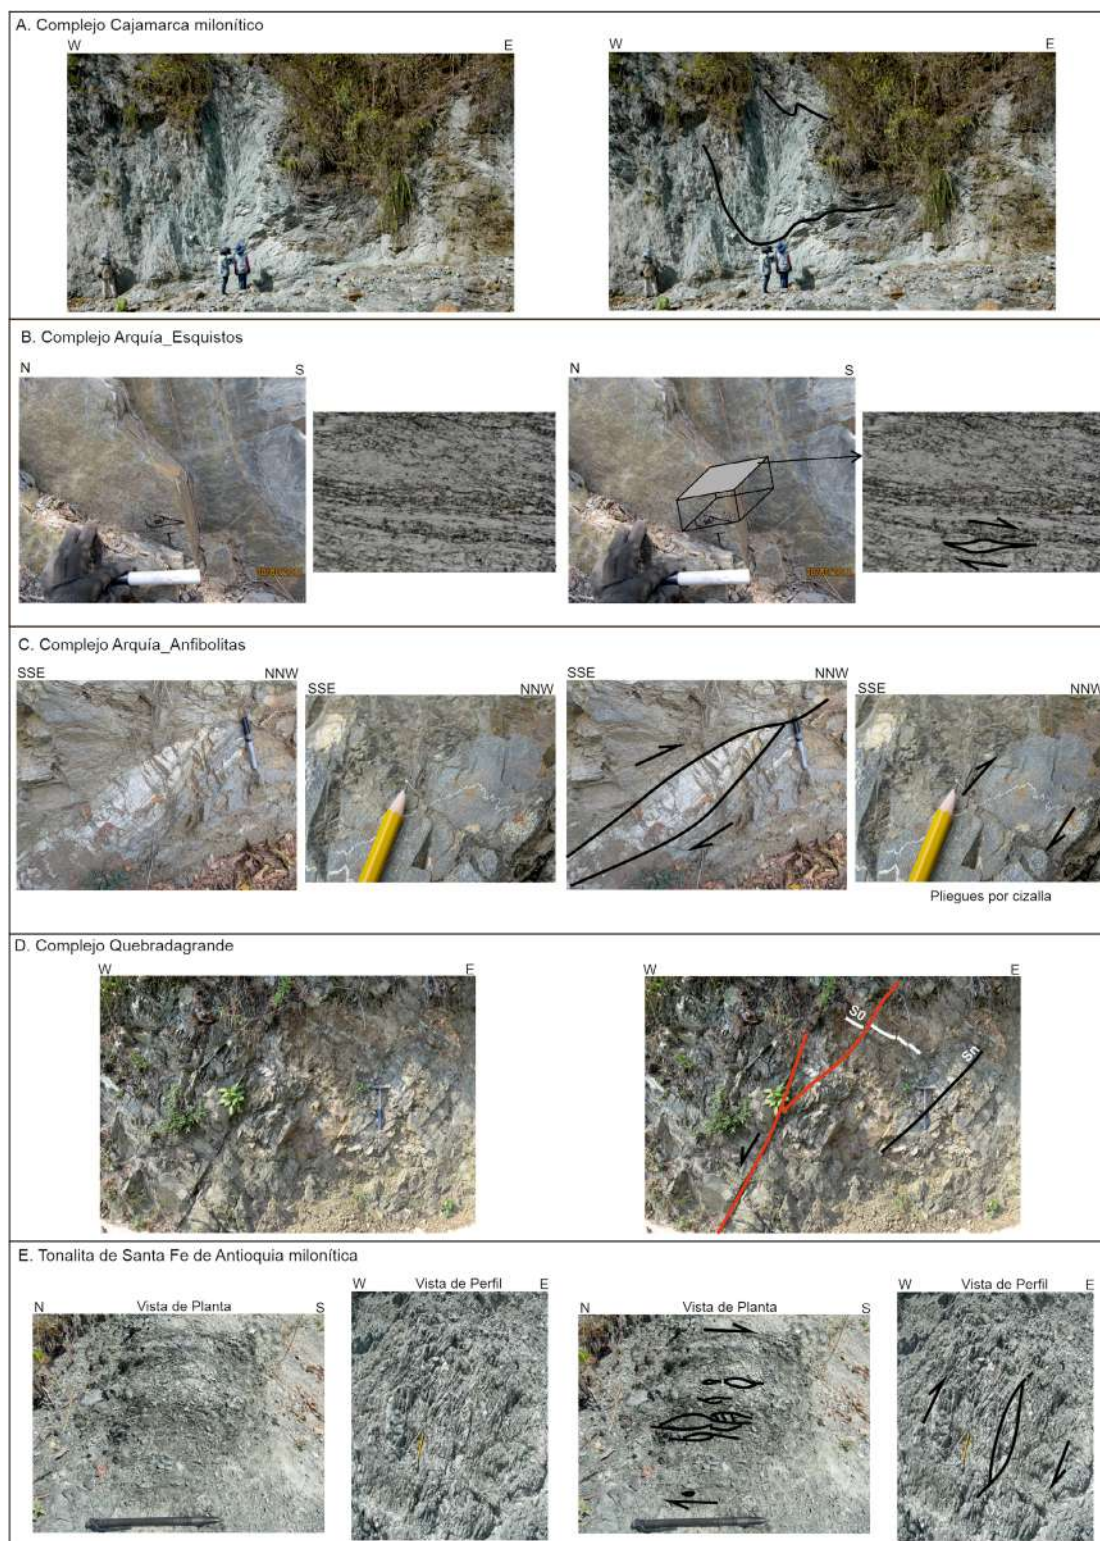 A. Complejo Cajamarca milonítico
W E W E
B. Complejo Arquía_Esquistos
N S N S
C. Complejo Arquía_Anfibolitas
SSE NNW SSE NNW SSE NNW SSE NNW
Pliegues por cizalla
D. Complejo Quebradagrande
W E W E
S0
Sn
E. Tonalita de Santa Fe de Antioquia milonítica
N Vista de Planta S W Vista de Perfil E N Vista de Planta S W Vista de Perfil E